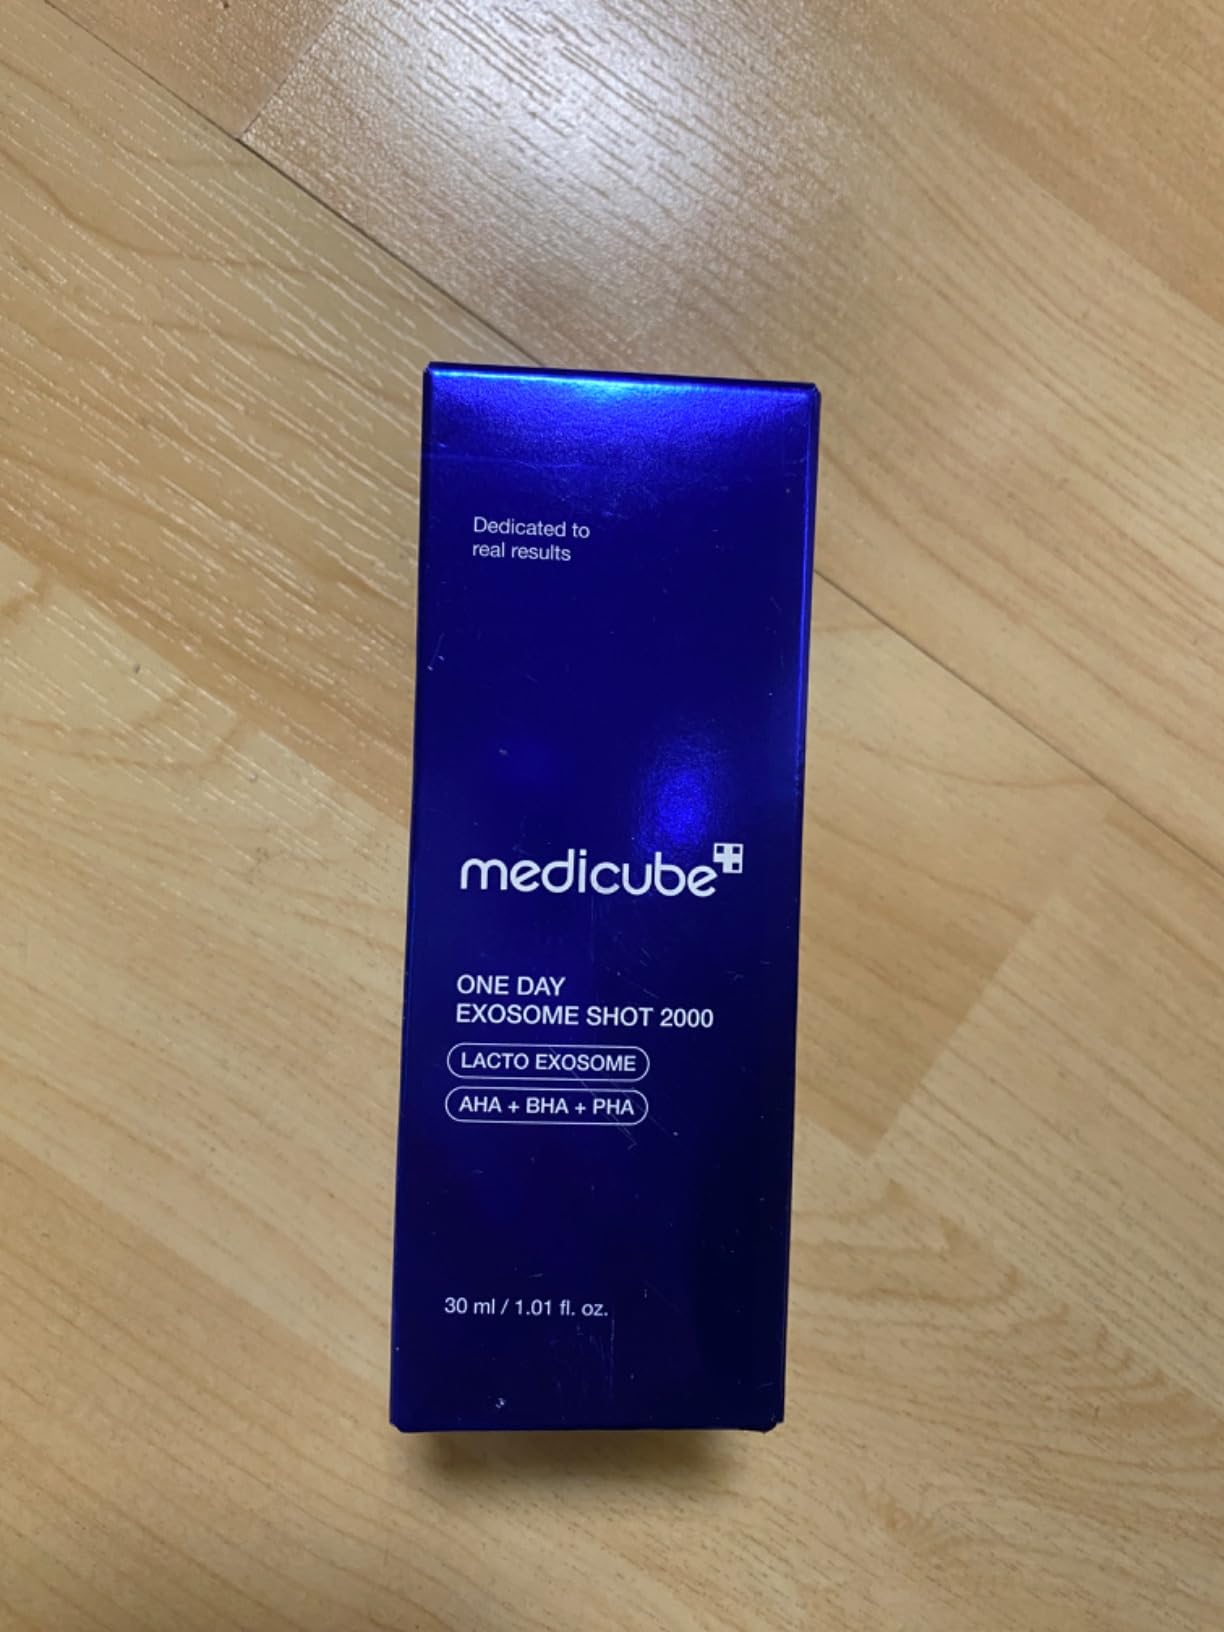 Dedicated to
real results
medicube
ONE DAY
EXOSOME SHOT 2000
LACTO EXOSOME
AHA + BHA + PHA
30 ml / 1.01 fl. oz.